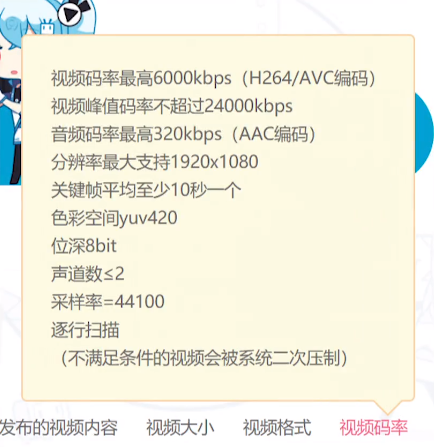 视频码率最高6000kbps（H264/AVC编码）
视频峰值码率不超过24000kbps
音频码率最高320kbps（AAC编码）
分辨率最大支持1920x1080
关键帧平均至少10秒一个
色彩空间yuv420
位深8bit
声道数≤2
采样率=44100
逐行扫描
（不满足条件的视频会被系统二次压制）
发布的视频内容 视频大小 视频格式 视频码率